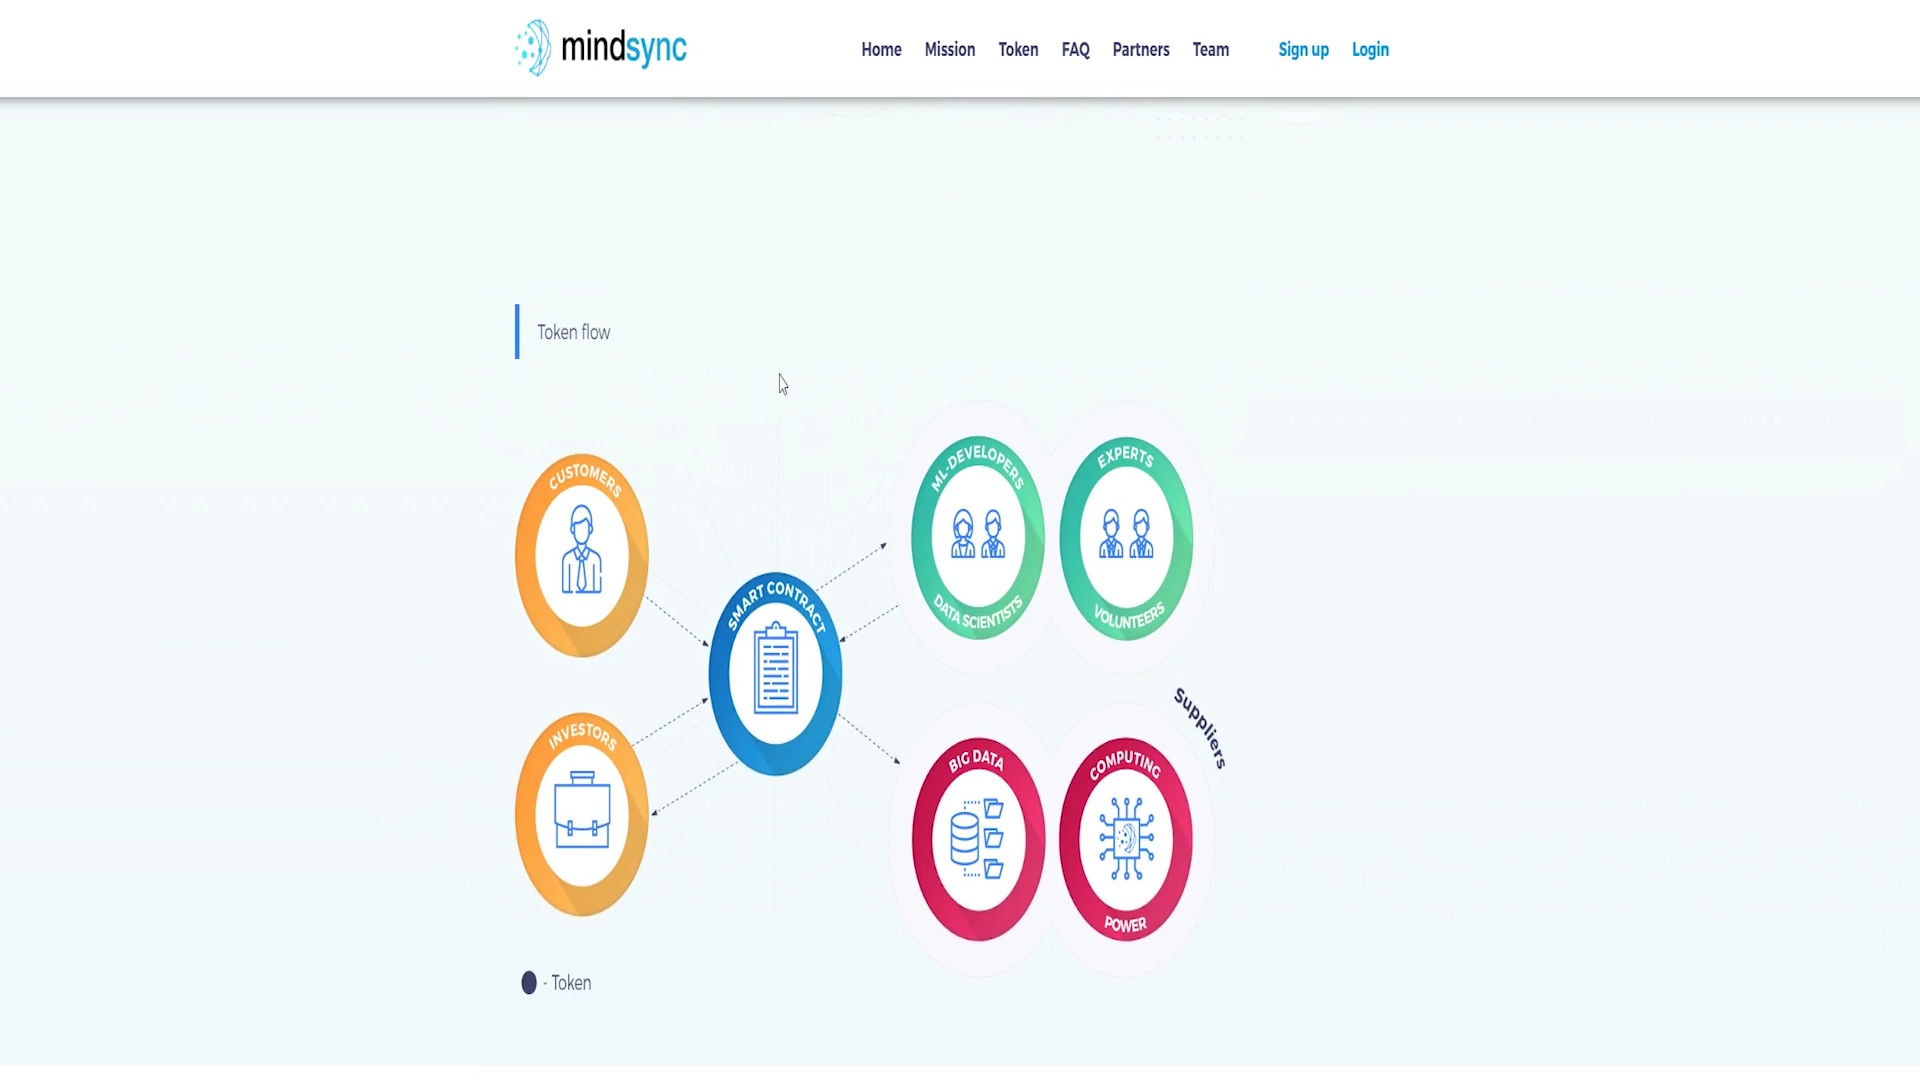 mindsync
Home Mission Token FAQ Partners Team Sign up Login
Token flow
CUSTOMERS
ML-DEVELOPERS
DATA SCIENTISTS
EXPERTS
VOLUNTEERS
SMART CONTRACT
INVESTORS
Suppliers
BIG DATA
COMPUTING
POWER
- Token